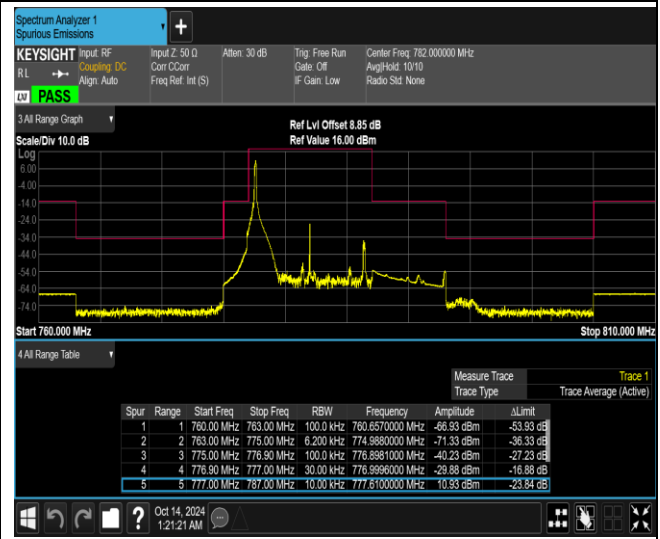 Spectrum Analyzer 1
Spurious Emissions
+
KEYSIGHT Input: RF Input Z: 50 Ω Atten: 30 dB Trig: Free Run Center Freq: 782.000000 MHz
RL Coupling: DC Corr CCorr Gate: Off Avg|Hold: 10/10
Align: Auto Freq Ref: Int (S) IF Gain: Low Radio Std: None
LXI PASS
3 All Range Graph
Ref Lvl Offset 8.85 dB
Scale/Div 10.0 dB Ref Value 16.00 dBm
Log
6.00
-4.00
-14.0
-24.0
-34.0
-44.0
-54.0
-64.0
-74.0
Start 760.000 MHz Stop 810.000 MHz
4 All Range Table
Measure Trace Trace 1
Trace Type Trace Average (Active)
Spur Range Start Freq Stop Freq RBW Frequency Amplitude ΔLimit
1 1 760.00 MHz 763.00 MHz 100.0 kHz 760.6570000 MHz -66.93 dBm -53.93 dB
2 2 763.00 MHz 775.00 MHz 6.200 kHz 774.9880000 MHz -71.33 dBm -36.33 dB
3 3 775.00 MHz 776.90 MHz 100.0 kHz 776.8981000 MHz -40.23 dBm -27.23 dB
4 4 776.90 MHz 777.00 MHz 30.00 kHz 776.9996000 MHz -29.88 dBm -16.88 dB
5 5 777.00 MHz 787.00 MHz 10.00 kHz 777.6100000 MHz 10.93 dBm -23.84 dB
? Oct 14, 2024
1:21:21 AM